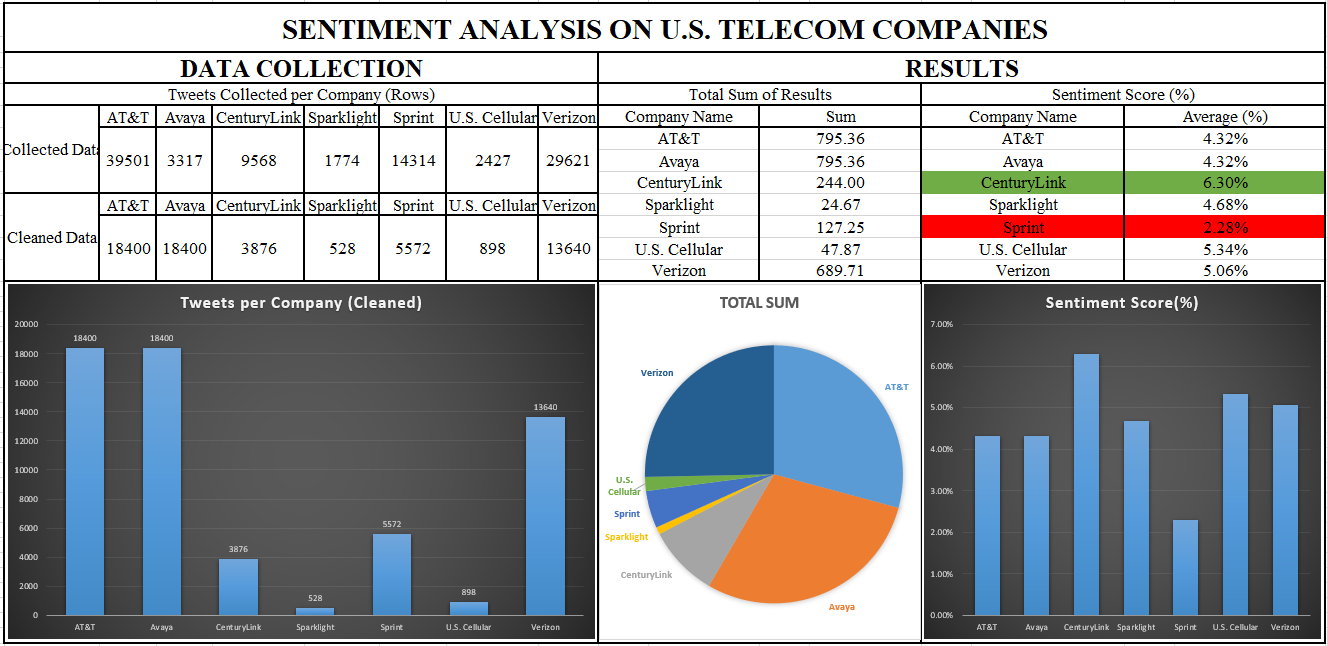 SENTIMENT ANALYSIS ON U.S. TELECOM COMPANIES
DATA COLLECTION
RESULTS
Tweets Collected per Company (Rows)
Total Sum of Results
Sentiment Score (%)
Collected Data
AT&T Avaya CenturyLink Sparklight Sprint U.S. Cellular Verizon
39501 3317 9568 1774 14314 2427 29621
Cleaned Data
AT&T Avaya CenturyLink Sparklight Sprint U.S. Cellular Verizon
18400 18400 3876 528 5572 898 13640
Company Name Sum
AT&T 795.36
Avaya 795.36
CenturyLink 244.00
Sparklight 24.67
Sprint 127.25
U.S. Cellular 47.87
Verizon 689.71
Company Name Average (%)
AT&T 4.32%
Avaya 4.32%
CenturyLink 6.30%
Sparklight 4.68%
Sprint 2.28%
U.S. Cellular 5.34%
Verizon 5.06%
Tweets per Company (Cleaned)
20000
18000
16000
14000
12000
10000
8000
6000
4000
2000
0
18400 18400 3876 528 5572 898 13640
AT&T Avaya CenturyLink Sparklight Sprint U.S. Cellular Verizon
TOTAL SUM
Verizon
AT&T
U.S.
Cellular
Sprint
Sparklight
CenturyLink
Avaya
Sentiment Score(%)
7.00%
6.00%
5.00%
4.00%
3.00%
2.00%
1.00%
0.00%
AT&T Avaya CenturyLink Sparklight Sprint U.S. Cellular Verizon